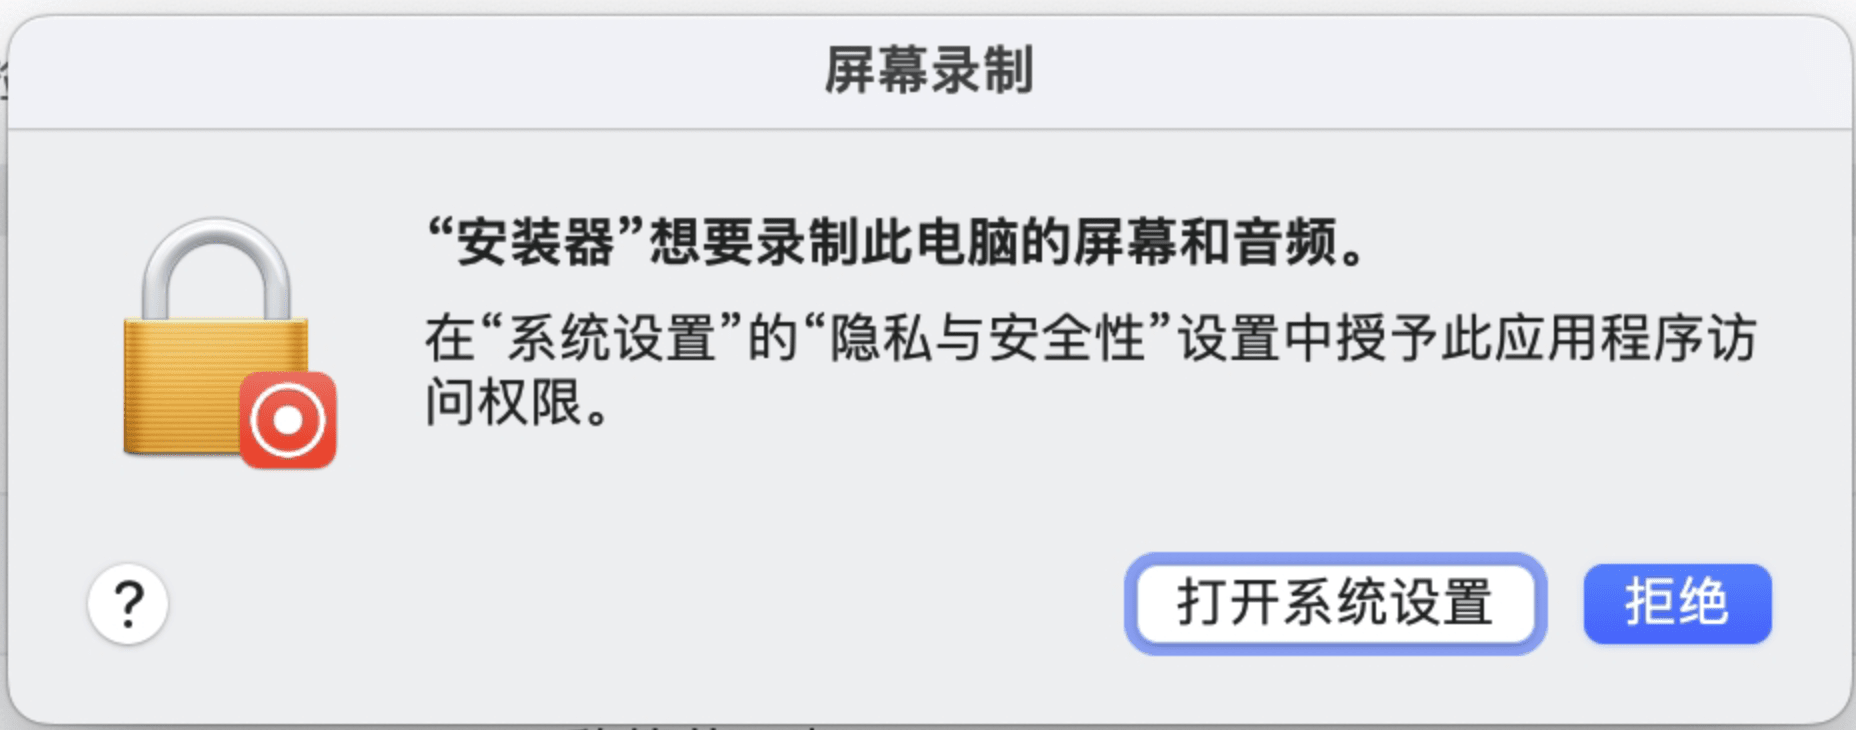 屏幕录制
“安装器”想要录制此电脑的屏幕和音频。
在“系统设置”的“隐私与安全性”设置中授予此应用程序访
问权限。
?
打开系统设置
拒绝